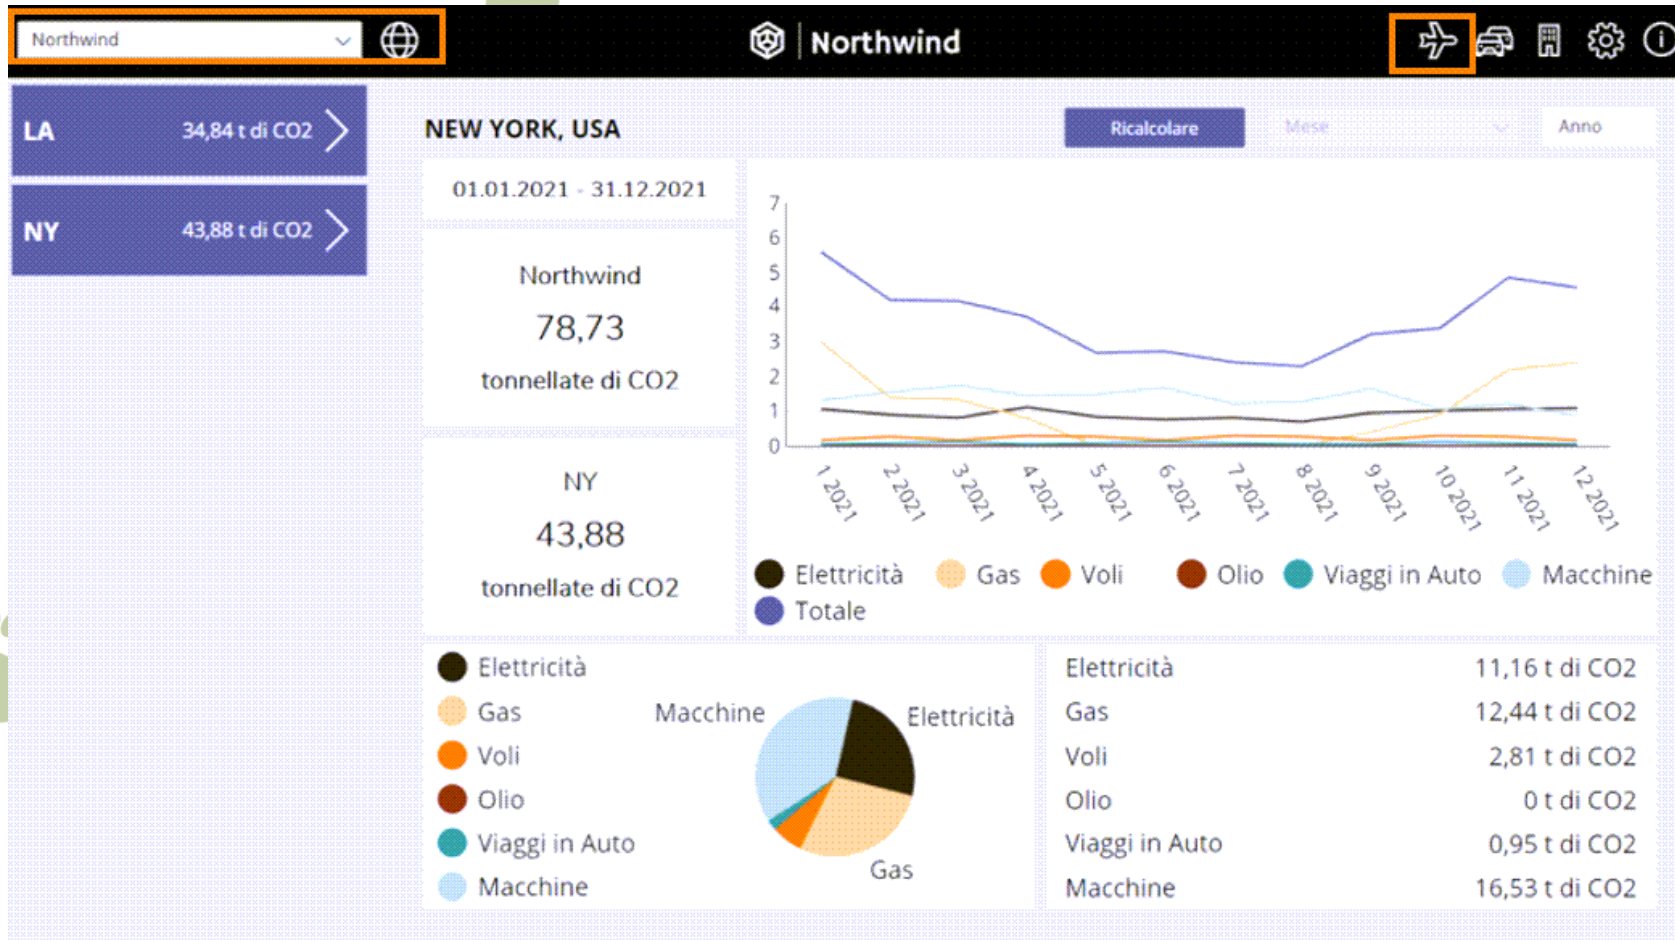 Northwind
Northwind
LA 34,84 t di CO2
NY 43,88 t di CO2
NEW YORK, USA
Ricalcolare
Mese
Anno
01.01.2021 - 31.12.2021
Northwind
78,73
tonnellate di CO2
NY
43,88
tonnellate di CO2
7
6
5
4
3
2
1
0
1 2021
2 2021
3 2021
4 2021
5 2021
6 2021
7 2021
8 2021
9 2021
10 2021
11 2021
12 2021
Elettricità Gas Voli Olio Viaggi in Auto Macchine
Totale
Elettricità
Gas
Voli
Olio
Viaggi in Auto
Macchine
Macchine
Elettricità
Gas
Elettricità 11,16 t di CO2
Gas 12,44 t di CO2
Voli 2,81 t di CO2
Olio 0 t di CO2
Viaggi in Auto 0,95 t di CO2
Macchine 16,53 t di CO2